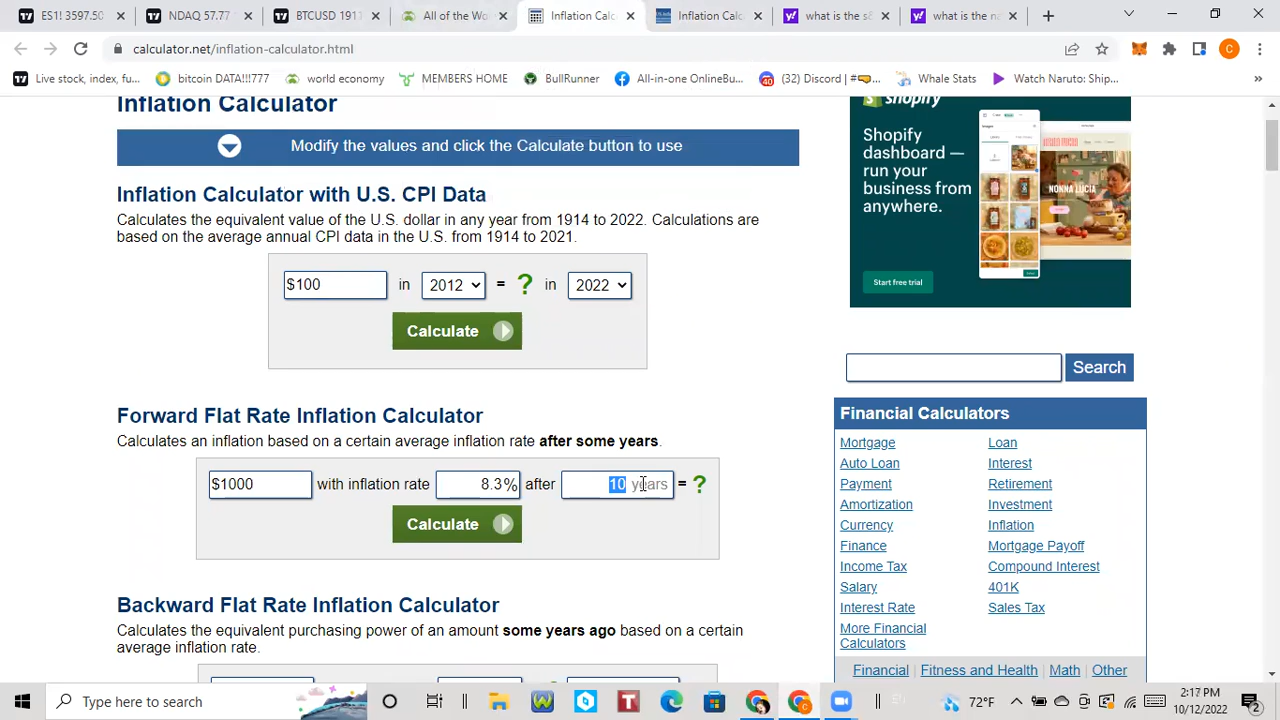 ES1! 3597.50
NDAQ 57.77
BTCUSD 19
All of the Wo
Inflation Calc
Inflation Calc
what is the
what is the na
calculator.net/inflation-calculator.html
C
Live stock, index, fu...
bitcoin DATA!!!777
world economy
MEMBERS HOME
BullRunner
All-in-one OnlineBu...
(32) Discord | #
Whale Stats
Watch Naruto: Ship...
»
Inflation Calculator
Modify the values and click the Calculate button to use
Inflation Calculator with U.S. CPI Data
Calculates the equivalent value of the U.S. dollar in any year from 1914 to 2022. Calculations are
based on the average annual CPI data in the U.S. from 1914 to 2021.
$100 in 2012 = ? in 2022
Calculate
Forward Flat Rate Inflation Calculator
Calculates an inflation based on a certain average inflation rate after some years.
$1000 with inflation rate 8.3% after 10 years = ?
Calculate
Backward Flat Rate Inflation Calculator
Calculates the equivalent purchasing power of an amount some years ago based on a certain
average inflation rate.
shopify
Shopify
dashboard —
run your
business from
anywhere.
NONNA LUCIA
Start free trial
Search
Financial Calculators
Mortgage Loan
Auto Loan Interest
Payment Retirement
Amortization Investment
Currency Inflation
Finance Mortgage Payoff
Income Tax Compound Interest
Salary 401K
Interest Rate Sales Tax
More Financial
Calculators
Financial | Fitness and Health | Math | Other
Type here to search
72°F
2:17 PM
10/12/2022
2